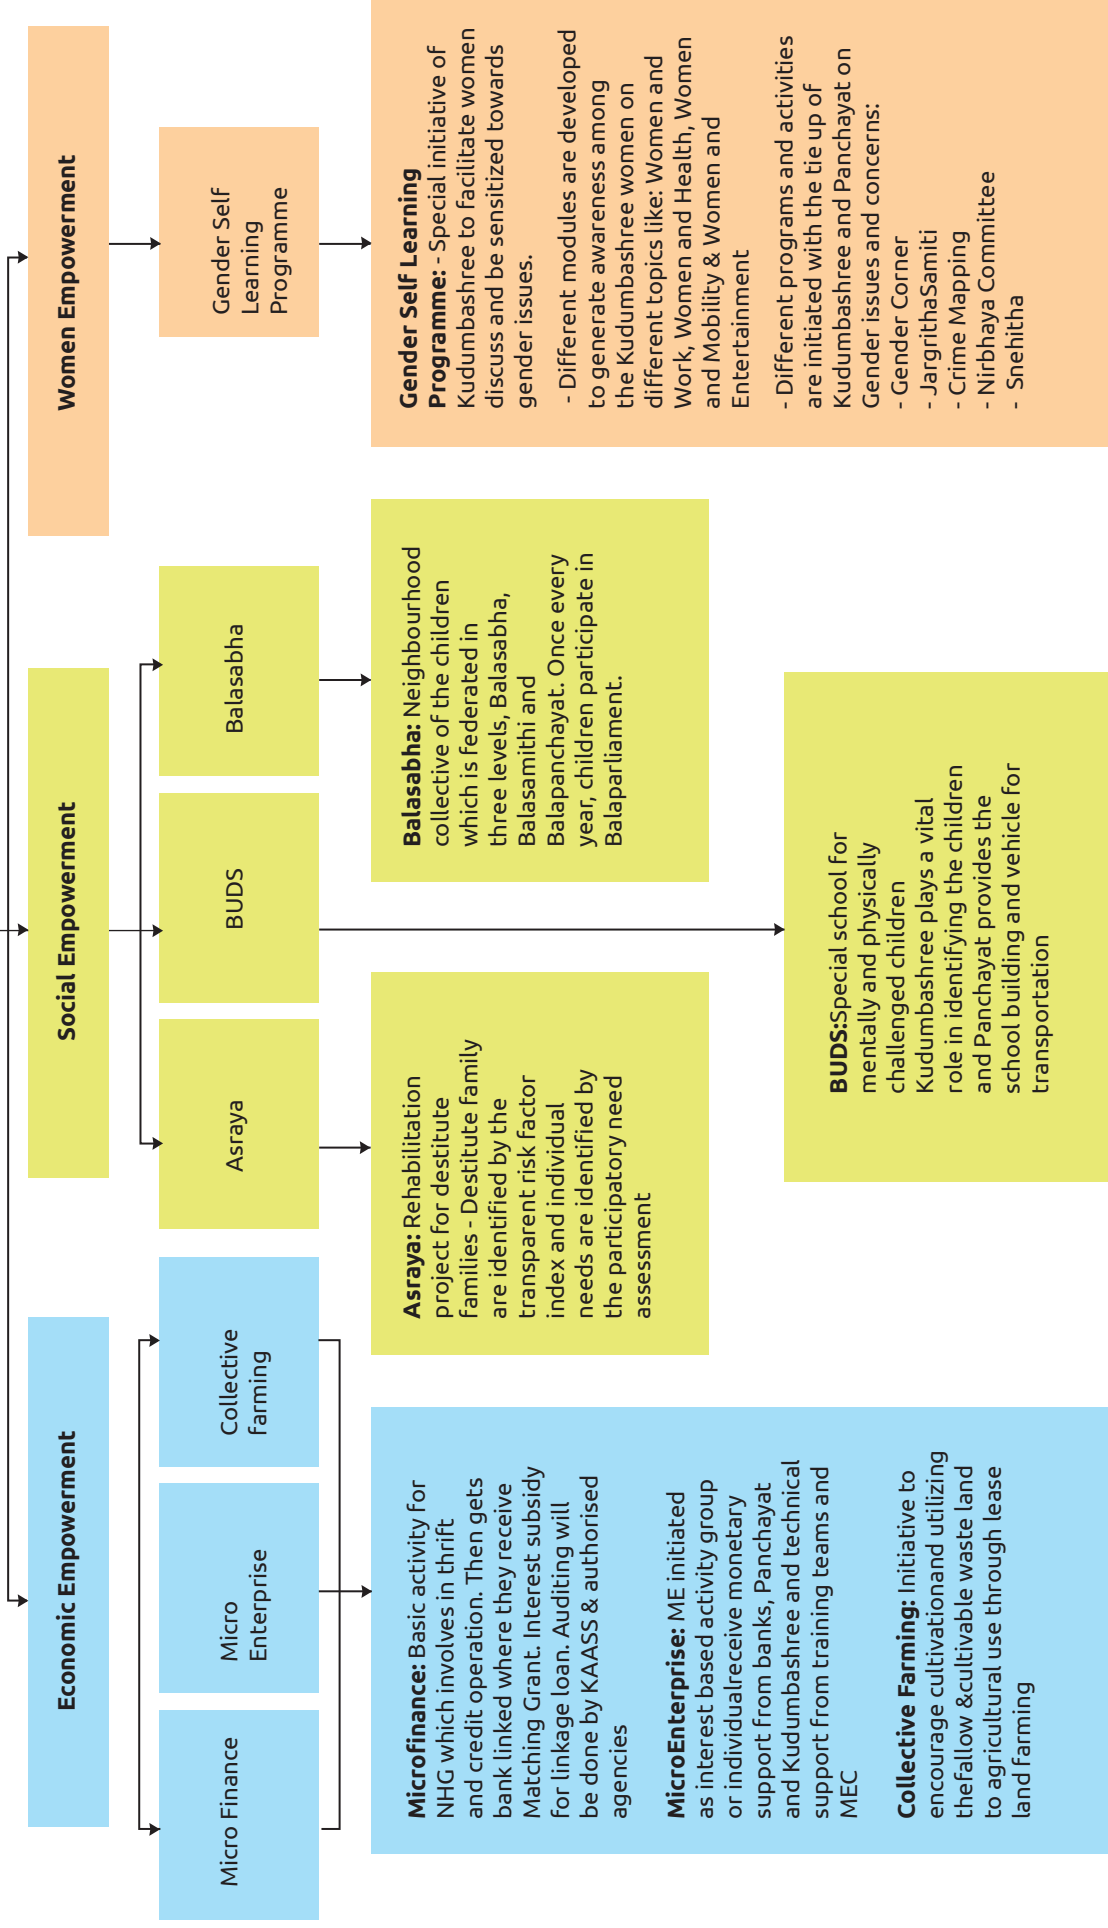 Economic Empowerment
Social Empowerment
Women Empowerment
Micro Finance
Micro
Enterprise
Collective
farming
Asraya
BUDS
Balasabha
Gender Self
Learning
Programme
Microfinance: Basic activity for
NHG which involves in thrift
and credit operation. Then gets
bank linked where they receive
Matching Grant. Interest subsidy
for linkage loan. Auditing will
be done by KAASS & authorised
agencies
MicroEnterprise: ME initiated
as interest based activity group
or individualreceive monetary
support from banks, Panchayat
and Kudumbashree and technical
support from training teams and
MEC
Collective Farming: Initiative to
encourage cultivationand utilizing
thefallow &cultivable waste land
to agricultural use through lease
land farming
Asraya: Rehabilitation
project for destitute
families - Destitute family
are identified by the
transparent risk factor
index and individual
needs are identified by
the participatory need
assessment
Balasabha: Neighbourhood
collective of the children
which is federated in
three levels, Balasabha,
Balasamithi and
Balapanchayat. Once every
year, children participate in
Balaparliament.
BUDS:Special school for
mentally and physically
challenged children
Kudumbashree plays a vital
role in identifying the children
and Panchayat provides the
school building and vehicle for
transportation
Gender Self Learning
Programme: - Special initiative of
Kudumbashree to facilitate women
discuss and be sensitized towards
gender issues.
- Different modules are developed
to generate awareness among
the Kudumbashree women on
different topics like: Women and
Work, Women and Health, Women
and Mobility & Women and
Entertainment
- Different programs and activities
are initiated with the tie up of
Kudumbashree and Panchayat on
Gender issues and concerns:
- Gender Corner
- JargrithaSamiti
- Crime Mapping
- Nirbhaya Committee
- Snehitha